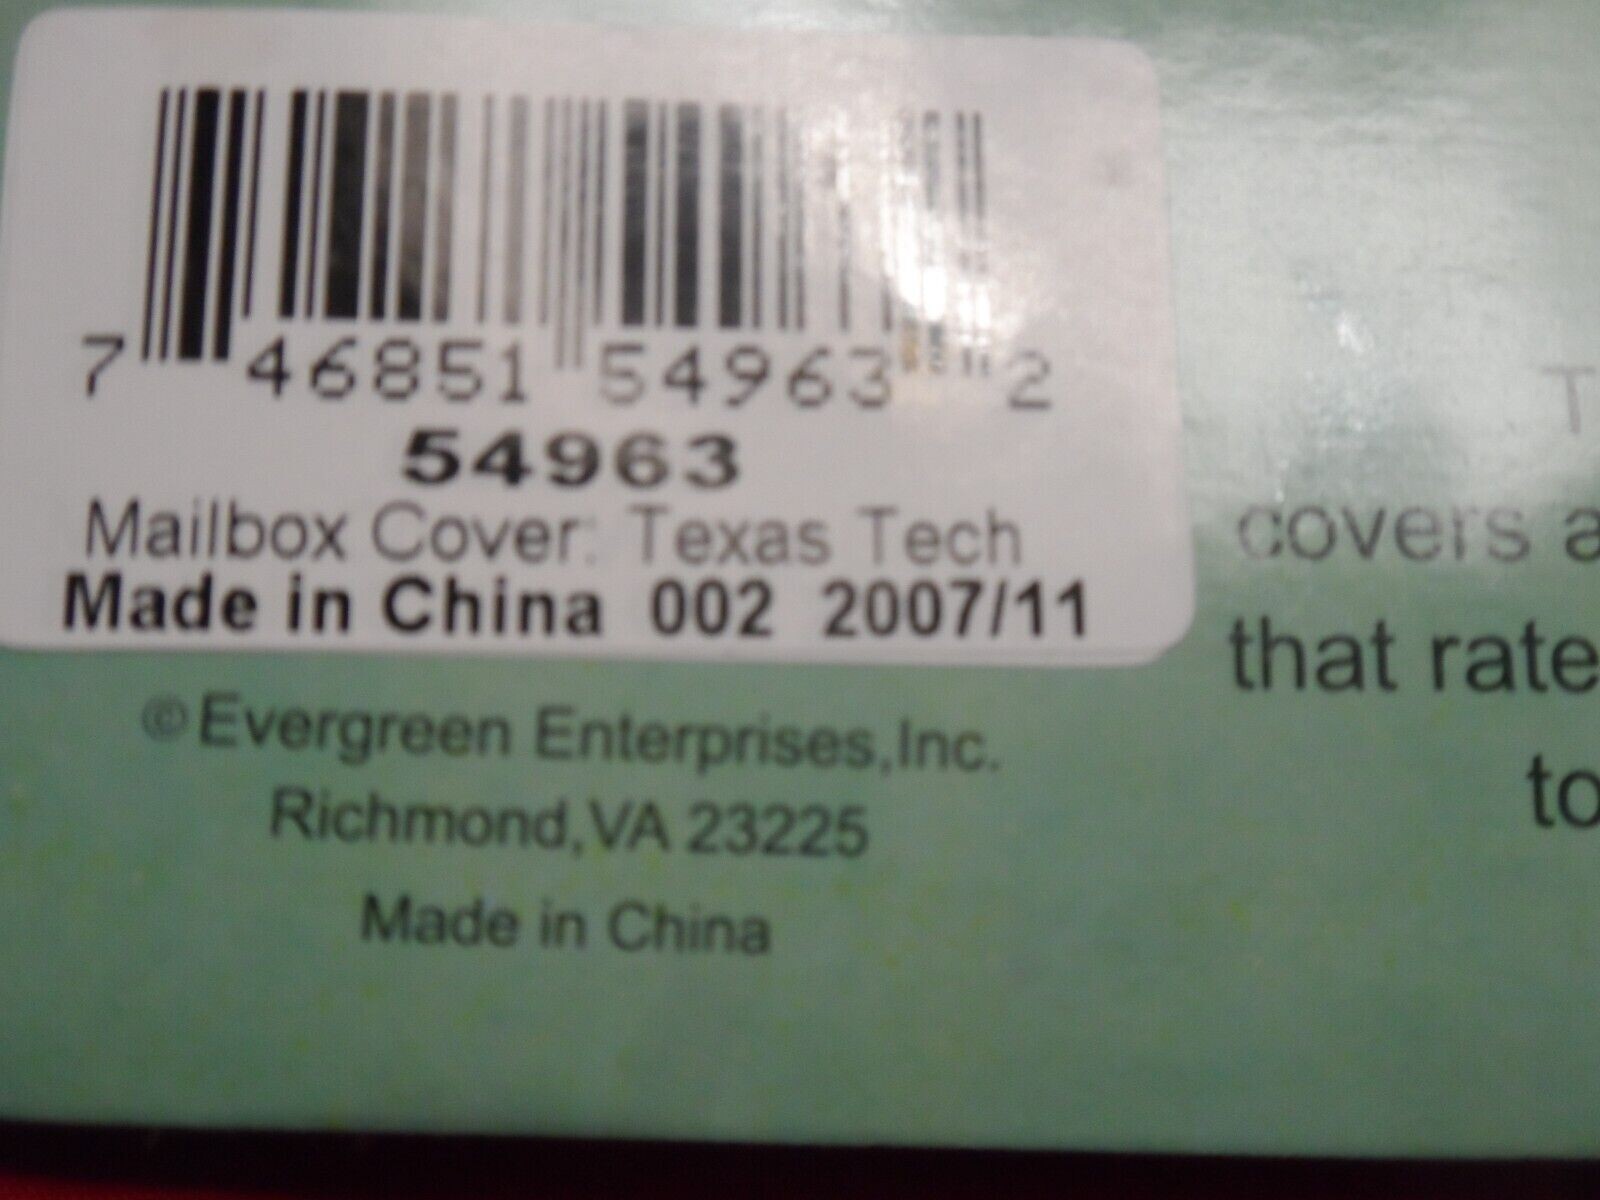 7 46851 54963 2
54963
Mailbox Cover: Texas Tech
Made in China 002 2007/11
©Evergreen Enterprises,Inc.
Richmond,VA 23225
Made in China
covers
that rate
to